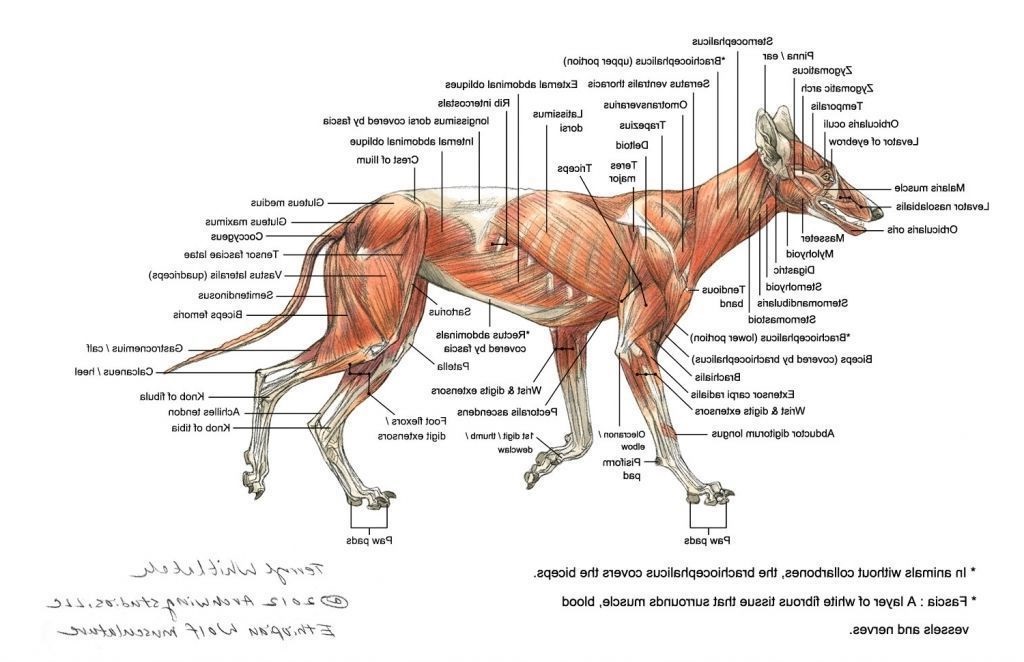 Sternocephalicus
Pinna / ear
*Brachiocephalicus (upper portion)
Zygomaticus
External abdominal obliques
Serratus ventralis thoracis
Zygomatic arch
Rib intercostals
Omotransverarius
Temporalis
longissimus dorsi covered by fascia
Latissimus
dorsi
Trapezius
Orbicularis oculi
Internal abdominal oblique
Deltoid
Levator of eyebrow
Crest of Ilium
Triceps
Teres
major
Malaris muscle
Gluteus medius
Levator nasolabialis
Gluteus maximus
Orbicularis oris
Coccygeus
Masseter
Tensor fasciae latae
Mylohyoid
Vastus lateralis (quadriceps)
Digastric
Semitendinosus
Sternohyoid
Tendious
band
Sternomandibularis
Biceps femoris
Sartorius
Sternomastoid
*Rectus abdominals
covered by fascia
*Brachiocephalicus (lower portion)
Gastrocnemius / calf
Biceps (covered by brachiocephalicus)
Patella
Calcaneus / heel
Brachialis
Wrist & digits extensors
Extensor carpi radialis
Knob of fibula
Pectoralis ascendens
Wrist & digits extensors
Achilles tendon
Foot flexors /
digit extensors
Knob of tibia
1st digit / thumb /
dewclaw
Olecranon /
elbow
Abductor digitorum longus
Pisiform
pad
Paw pads
Paw pads
* In animals without collarbones, the brachiocephalicus covers the biceps.
* Fascia : A layer of white fibrous tissue that surrounds muscle, blood
vessels and nerves.
Terryl Whitlatch
©2012 Archwing studios, LLC
Ethiopian Wolf musculature